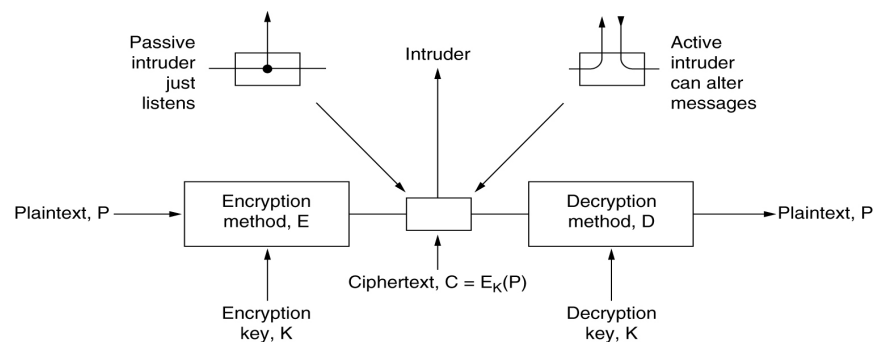 Passive
intruder
just
listens
Intruder
Active
intruder
can alter
messages
Plaintext, P
Encryption
method, E
Decryption
method, D
Plaintext, P
Ciphertext, C = EK(P)
Encryption
key, K
Decryption
key, K